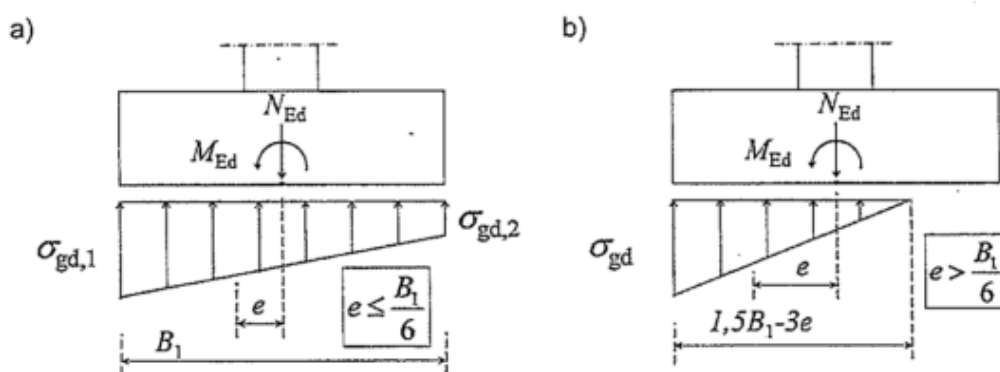 a)
N_Ed
M_Ed
σ_gd,1
σ_gd,2
e
e ≤ B_1/6
B_1
b)
N_Ed
M_Ed
σ_gd
e
e > B_1/6
1,5B_1-3e